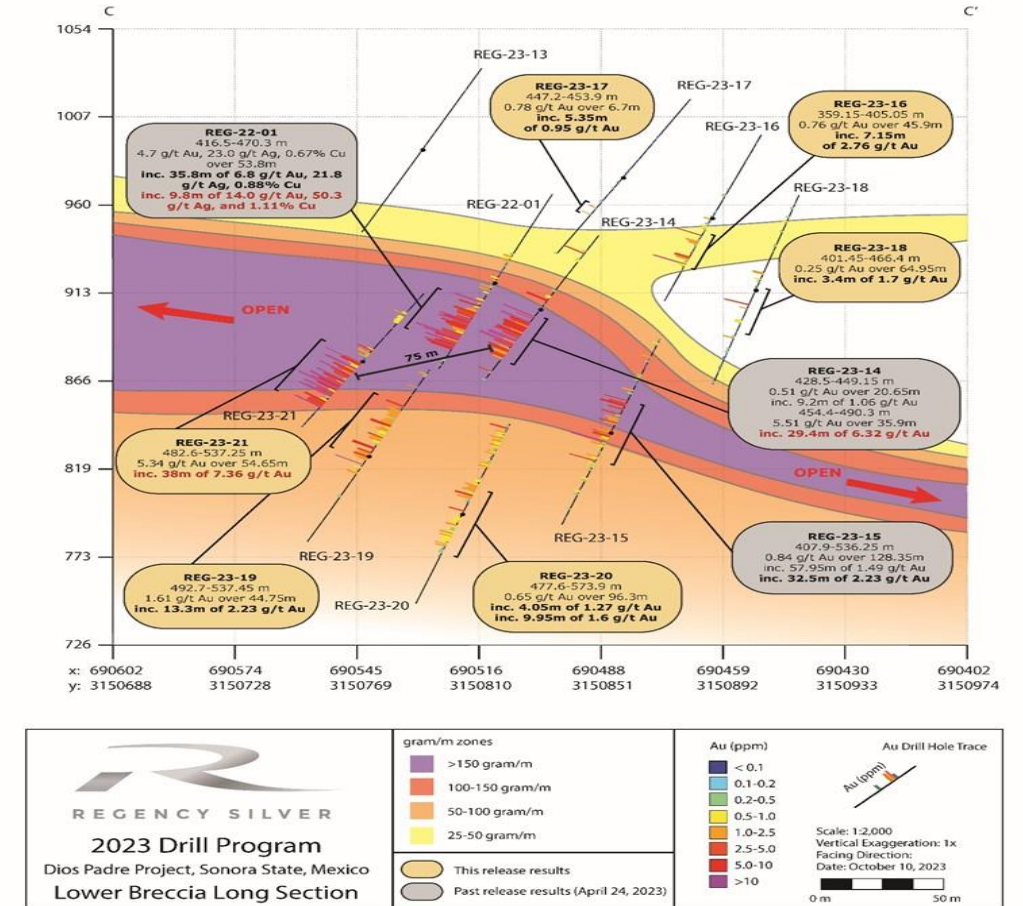 C
C'
1054
1007
960
913
866
819
773
726
REG-23-13
REG-23-17
447.2-453.9 m
0.78 g/t Au over 6.7m
inc. 5.35m
of 0.95 g/t Au
REG-23-17
REG-23-16
REG-23-16
359.15-405.05 m
0.76 g/t Au over 45.9m
inc. 7.15m
of 2.76 g/t Au
REG-22-01
416.5-470.3 m
4.7 g/t Au, 23.0 g/t Ag, 0.67% Cu
over 53.8m
inc. 35.8m of 6.8 g/t Au, 21.8
g/t Ag, 0.88% Cu
inc. 9.8m of 14.0 g/t Au, 50.3
g/t Ag, and 1.11% Cu
REG-22-01
REG-23-14
REG-23-18
REG-23-18
401.45-466.4 m
0.25 g/t Au over 64.95m
inc. 3.4m of 1.7 g/t Au
OPEN
75 m
REG-23-14
428.5-449.15 m
0.51 g/t Au over 20.65m
inc. 9.2m of 1.06 g/t Au
454.4-490.3 m
5.51 g/t Au over 35.9m
inc. 29.4m of 6.32 g/t Au
REG-23-21
REG-23-21
482.6-537.25 m
5.34 g/t Au over 54.65m
inc. 38m of 7.36 g/t Au
OPEN
REG-23-15
REG-23-15
407.9-536.25 m
0.84 g/t Au over 128.35m
inc. 57.95m of 1.49 g/t Au
inc. 32.5m of 2.23 g/t Au
REG-23-19
REG-23-19
492.7-537.45 m
1.61 g/t Au over 44.75m
inc. 13.3m of 2.23 g/t Au
REG-23-20
REG-23-20
477.6-573.9 m
0.65 g/t Au over 96.3m
inc. 4.05m of 1.27 g/t Au
inc. 9.95m of 1.6 g/t Au
x: 690602 690574 690545 690516 690488 690459 690430 690402
y: 3150688 3150728 3150769 3150810 3150851 3150892 3150933 3150974
REGENCY SILVER
2023 Drill Program
Dios Padre Project, Sonora State, Mexico
Lower Breccia Long Section
gram/m zones
>150 gram/m
100-150 gram/m
50-100 gram/m
25-50 gram/m
This release results
Past release results (April 24, 2023)
Au (ppm)
< 0.1
0.1-0.2
0.2-0.5
0.5-1.0
1.0-2.5
2.5-5.0
5.0-10
>10
Au Drill Hole Trace
Au (ppm)
Scale: 1:2,000
Vertical Exaggeration: 1x
Facing Direction:
Date: October 10, 2023
0 m 50 m